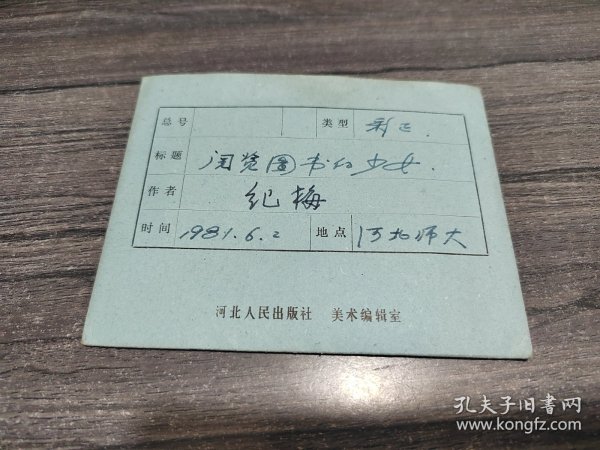 总号 类型 彩正.
标题 阅览图书的少女.
作者 纪梅
时间 1981.6.2 地点 河北师大
河北人民出版社 美术编辑室
孔夫子旧书网
www.kongfz.com